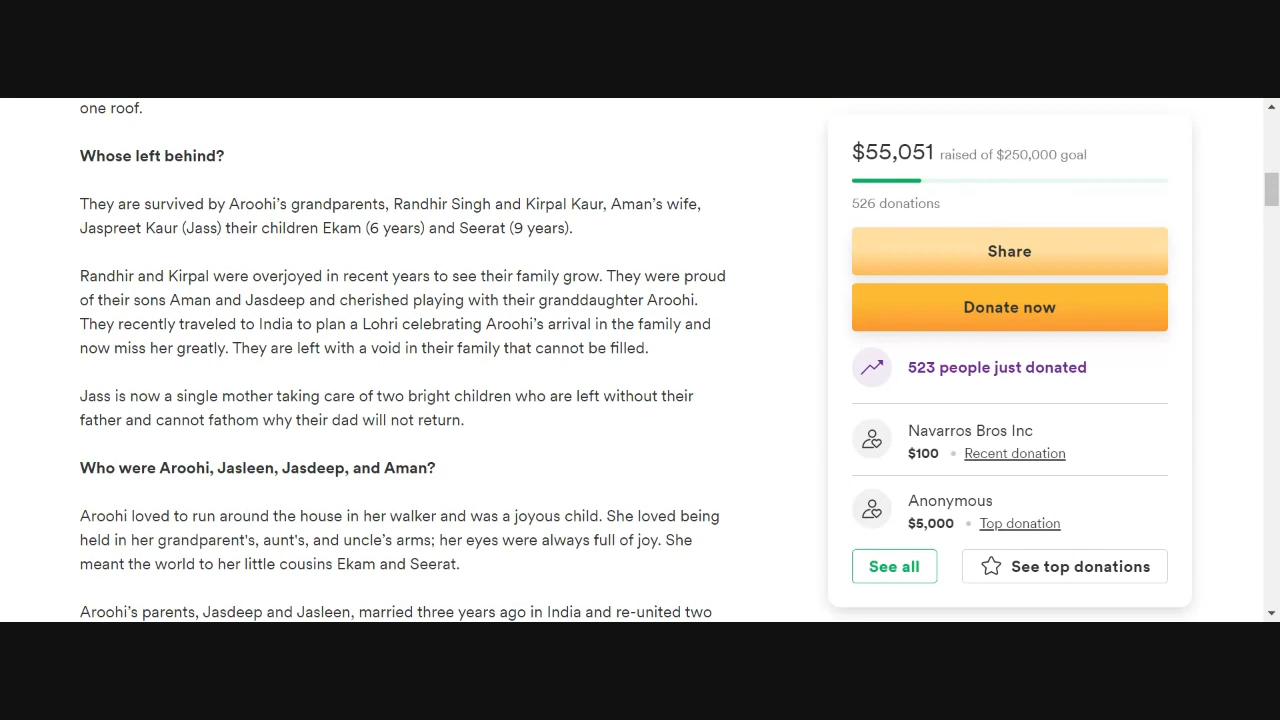 one roof.
Whose left behind?
They are survived by Aroohi’s grandparents, Randhir Singh and Kirpal Kaur, Aman’s wife,
Jaspreet Kaur (Jass) their children Ekam (6 years) and Seerat (9 years).
Randhir and Kirpal were overjoyed in recent years to see their family grow. They were proud
of their sons Aman and Jasdeep and cherished playing with their granddaughter Aroohi.
They recently traveled to India to plan a Lohri celebrating Aroohi’s arrival in the family and
now miss her greatly. They are left with a void in their family that cannot be filled.
Jass is now a single mother taking care of two bright children who are left without their
father and cannot fathom why their dad will not return.
Who were Aroohi, Jasleen, Jasdeep, and Aman?
Aroohi loved to run around the house in her walker and was a joyous child. She loved being
held in her grandparent's, aunt's, and uncle’s arms; her eyes were always full of joy. She
meant the world to her little cousins Ekam and Seerat.
Aroohi’s parents, Jasdeep and Jasleen, married three years ago in India and re-united two
$55,051 raised of $250,000 goal
526 donations
Share
Donate now
523 people just donated
Navarros Bros Inc
$100 • Recent donation
Anonymous
$5,000 • Top donation
See all
See top donations